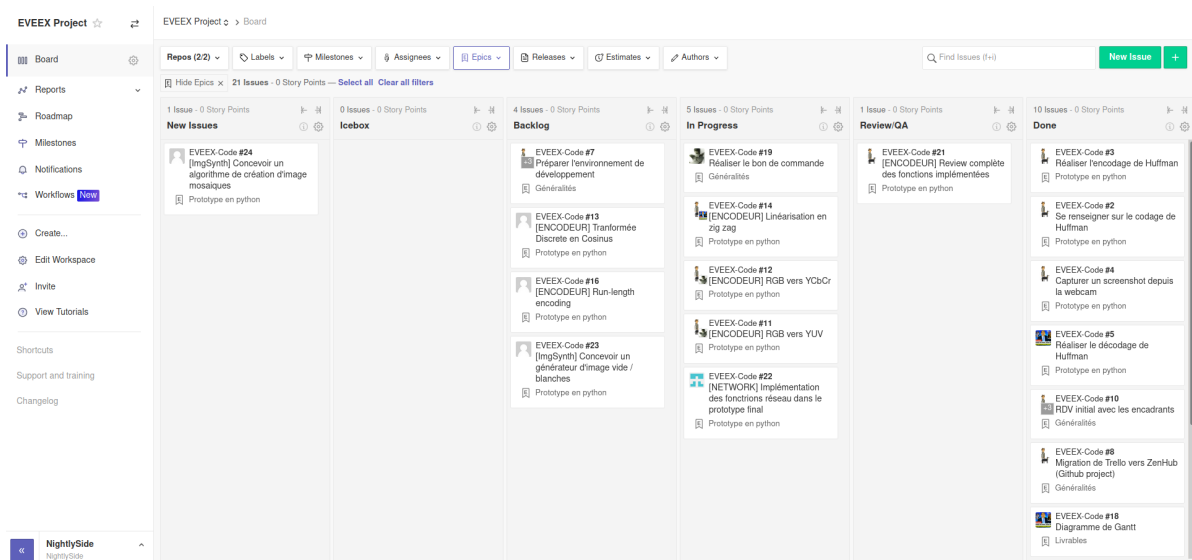 EVEEX Project
Board
Reports
Roadmap
Milestones
Notifications
Workflows New
Create...
Edit Workspace
Invite
View Tutorials
Shortcuts
Support and training
Changelog
NightlySide
NightlySide
EVEEX Project > Board
Repos (2/2) Labels Milestones Assignees Epics Releases Estimates Authors
Find Issues (f+i)
New Issue +
Hide Epics × 21 Issues - 0 Story Points — Select all Clear all filters
1 Issue - 0 Story Points
New Issues
EVEEX-Code #24
[ImgSynth] Concevoir un
algorithme de création d'image
mosaiques
Prototype en python
0 Issues - 0 Story Points
Icebox
4 Issues - 0 Story Points
Backlog
EVEEX-Code #7
+3
Préparer l'environnement de
développement
Généralités
EVEEX-Code #13
[ENCODEUR] Tranformée
Discrete en Cosinus
Prototype en python
EVEEX-Code #16
[ENCODEUR] Run-length
encoding
Prototype en python
EVEEX-Code #23
[ImgSynth] Concevoir un
générateur d'image vide /
blanches
Prototype en python
5 Issues - 0 Story Points
In Progress
EVEEX-Code #19
Réaliser le bon de commande
Généralités
EVEEX-Code #14
[ENCODEUR] Linéarisation en
zig zag
Prototype en python
EVEEX-Code #12
[ENCODEUR] RGB vers YCbCr
Prototype en python
EVEEX-Code #11
[ENCODEUR] RGB vers YUV
Prototype en python
EVEEX-Code #22
[NETWORK] Implémentation
des fonctrions réseau dans le
prototype final
Prototype en python
1 Issue - 0 Story Points
Review/QA
EVEEX-Code #21
[ENCODEUR] Review complète
des fonctions implémentées
Prototype en python
10 Issues - 0 Story Points
Done
EVEEX-Code #3
Réaliser l'encodage de Huffman
Prototype en python
EVEEX-Code #2
Se renseigner sur le codage de
Huffman
Prototype en python
EVEEX-Code #4
Capturer un screenshot depuis
la webcam
Prototype en python
EVEEX-Code #5
Réaliser le décodage de
Huffman
Prototype en python
EVEEX-Code #10
+3
RDV initial avec les encadrants
Généralités
EVEEX-Code #8
Migration de Trello vers ZenHub
(Github project)
Généralités
EVEEX-Code #18
Diagramme de Gantt
Livrables